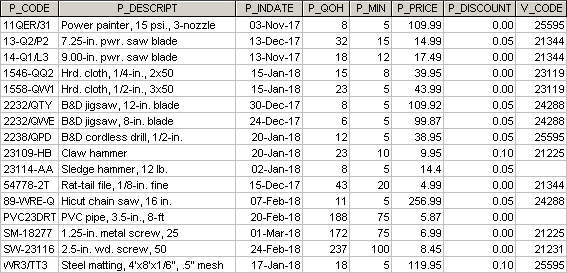 P_CODE P_DESCRIPT P_INDATE P_QOH P_MIN P_PRICE P_DISCOUNT V_CODE
11QER/31 Power painter, 15 psi., 3-nozzle 03-Nov-17 8 5 109.99 0.00 25595
13-Q2/P2 7.25-in. pwr. saw blade 13-Dec-17 32 15 14.99 0.05 21344
14-Q1/L3 9.00-in. pwr. saw blade 13-Nov-17 18 12 17.49 0.00 21344
1546-QQ2 Hrd. cloth, 1/4-in., 2x50 15-Jan-18 15 8 39.95 0.00 23119
1558-QW1 Hrd. cloth, 1/2-in., 3x50 15-Jan-18 23 5 43.99 0.00 23119
2232/QTY B&D jigsaw, 12-in. blade 30-Dec-17 8 5 109.92 0.05 24288
2232/QWE B&D jigsaw, 8-in. blade 24-Dec-17 6 5 99.87 0.05 24288
2238/QPD B&D cordless drill, 1/2-in. 20-Jan-18 12 5 38.95 0.05 25595
23109-HB Claw hammer 20-Jan-18 23 10 9.95 0.10 21225
23114-AA Sledge hammer, 12 lb. 02-Jan-18 8 5 14.4 0.05
54778-2T Rat-tail file, 1/8-in. fine 15-Dec-17 43 20 4.99 0.00 21344
89-WRE-Q Hicut chain saw, 16 in. 07-Feb-18 11 5 256.99 0.05 24288
PVC23DRT PVC pipe, 3.5-in., 8-ft 20-Feb-18 188 75 5.87 0.00
SM-18277 1.25-in. metal screw, 25 01-Mar-18 172 75 6.99 0.00 21225
SW-23116 2.5-in. wd. screw, 50 24-Feb-18 237 100 8.45 0.00 21231
WR3/TT3 Steel matting, 4'x8'x1/6", .5" mesh 17-Jan-18 18 5 119.95 0.10 25595